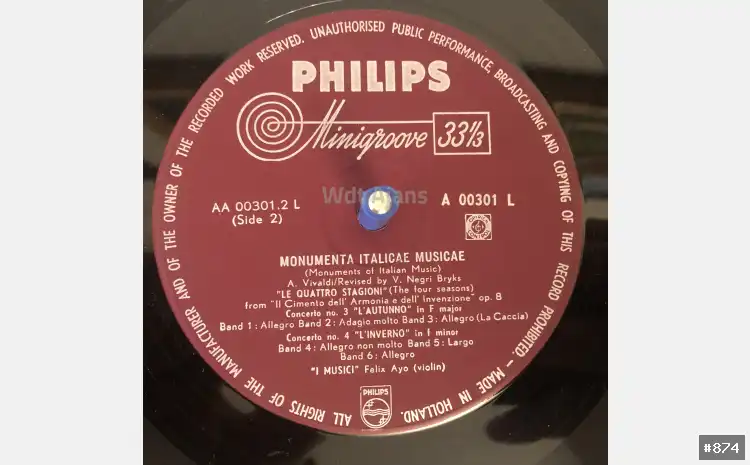 ALL RIGHTS OF THE MANUFACTURER AND OF THE OWNER OF THE RECORDED WORK RESERVED. UNAUTHORISED PUBLIC PERFORMANCE, BROADCASTING AND COPYING OF THIS RECORD PROHIBITED. – MADE IN HOLLAND.
PHILIPS
Minigroove 33⅓
AA 00301.2 L
(Side 2)
A 00301 L
MONUMENTA ITALICAE MUSICAE
(Monuments of Italian Music)
A. Vivaldi/Revised by V. Negri Bryks
"LE QUATTRO STAGIONI" (The four seasons)
from "Il Cimento dell' Armonia e dell' Invenzione" op. 8
Concerto no. 3 "L'AUTUNNO" in F major
Band 1: Allegro Band 2: Adagio molto Band 3: Allegro (La Caccia)
Concerto no. 4 "L'INVERNO" in f minor
Band 4: Allegro non molto Band 5: Largo
Band 6: Allegro
"I MUSICI" Felix Ayo (violin)
PHILIPS
#874